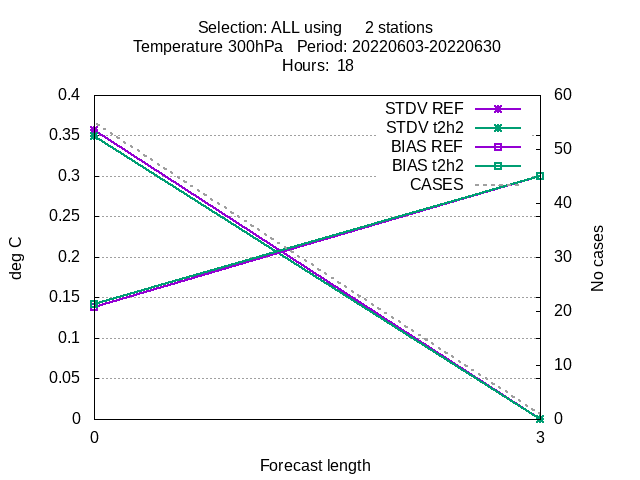 Selection: ALL using     2 stations
Temperature 300hPa   Period: 20220603-20220630
Hours:  18
0.4
0.35
0.3
0.25
0.2
0.15
0.1
0.05
0
deg C
STDV REF
STDV t2h2
BIAS REF
BIAS t2h2
CASES
60
50
40
30
20
10
0
No cases
0
3
Forecast length